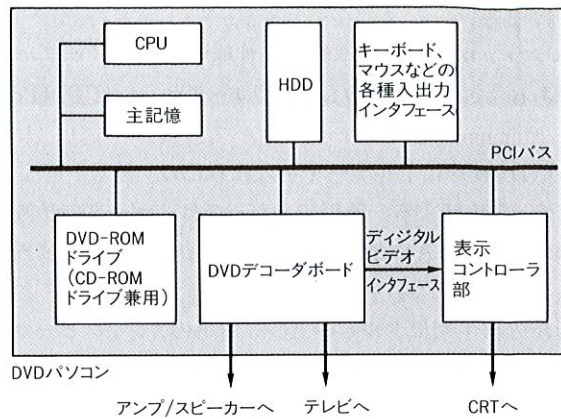 CPU
主記憶
HDD
キーボード、
マウスなどの
各種入出力
インタフェース
PCIバス
DVD-ROM
ドライブ
(CD-ROM
ドライブ兼用)
DVDデコーダボード
ディジタル
ビデオ
インタフェース
表示
コントローラ
部
DVDパソコン
アンプ/スピーカーへ
テレビへ
CRTへ